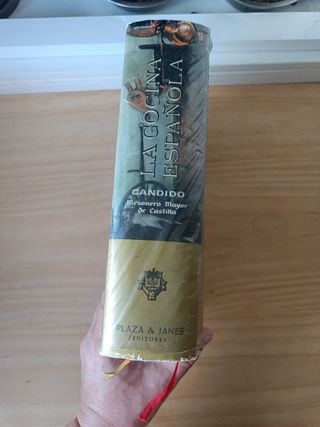 LA COCINA
ESPAÑOLA
CANDIDO
Mesonero Mayor
de Castilla
PLAZA & JANES
EDITORES